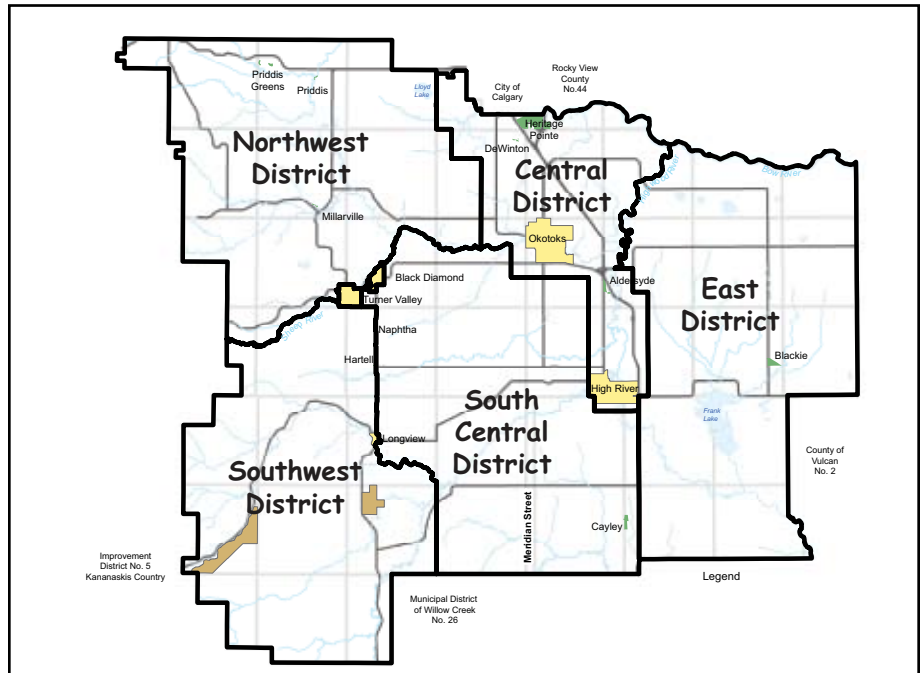 Rocky View
County
No.44
City of
Calgary
Priddis
Greens
Priddis
Lloyd
Lake
Heritage
Pointe
DeWinton
Northwest
District
Central
District
Bow River
Millarville
Okotoks
Black Diamond
Aldersyde
Turner Valley
East
District
Sheep River
Naphtha
Hartell
Blackie
High River
South
Central
District
Frank
Lake
Longview
County of
Vulcan
No. 2
Southwest
District
Meridian Street
Cayley
Improvement
District No. 5
Kananaskis Country
Legend
Municipal District
of Willow Creek
No. 26